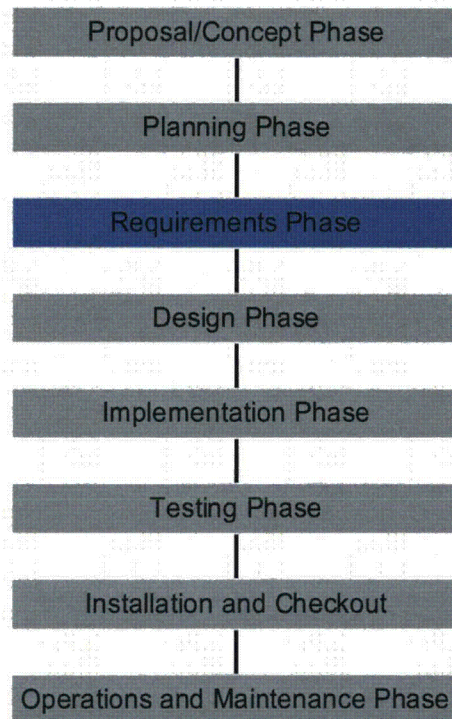 Proposal/Concept Phase
Planning Phase
Requirements Phase
Design Phase
Implementation Phase
Testing Phase
Installation and Checkout
Operations and Maintenance Phase